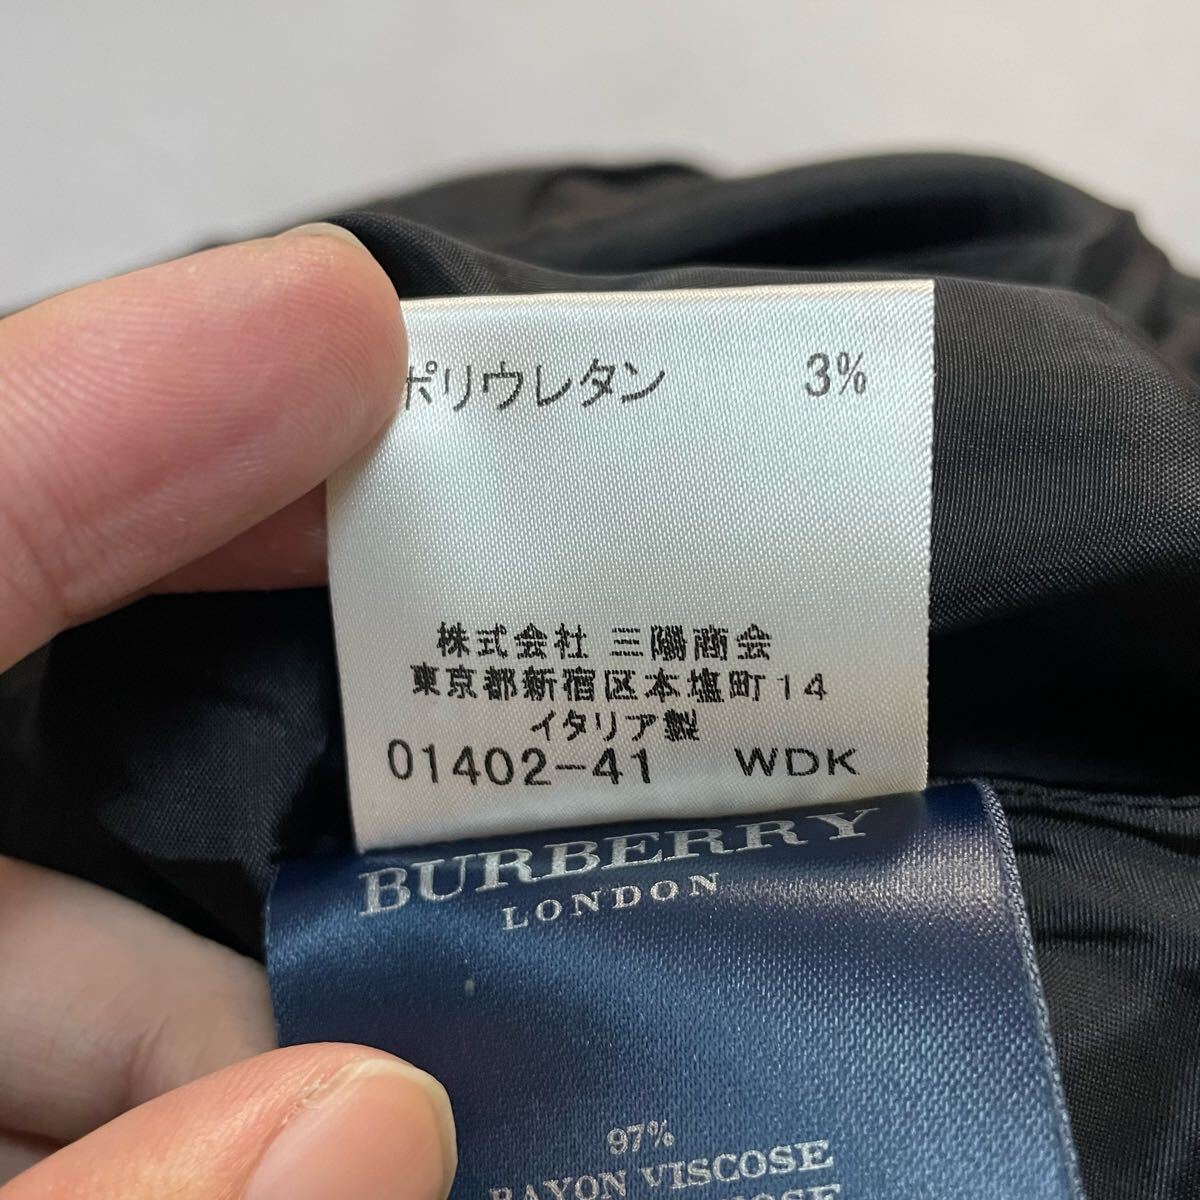 ポリウレタン 3%
株式会社 三陽商会
東京都新宿区本塩町14
イタリア製
01402-41 WDK
BURBERRY
LONDON
97%
RAYON VISCOSE